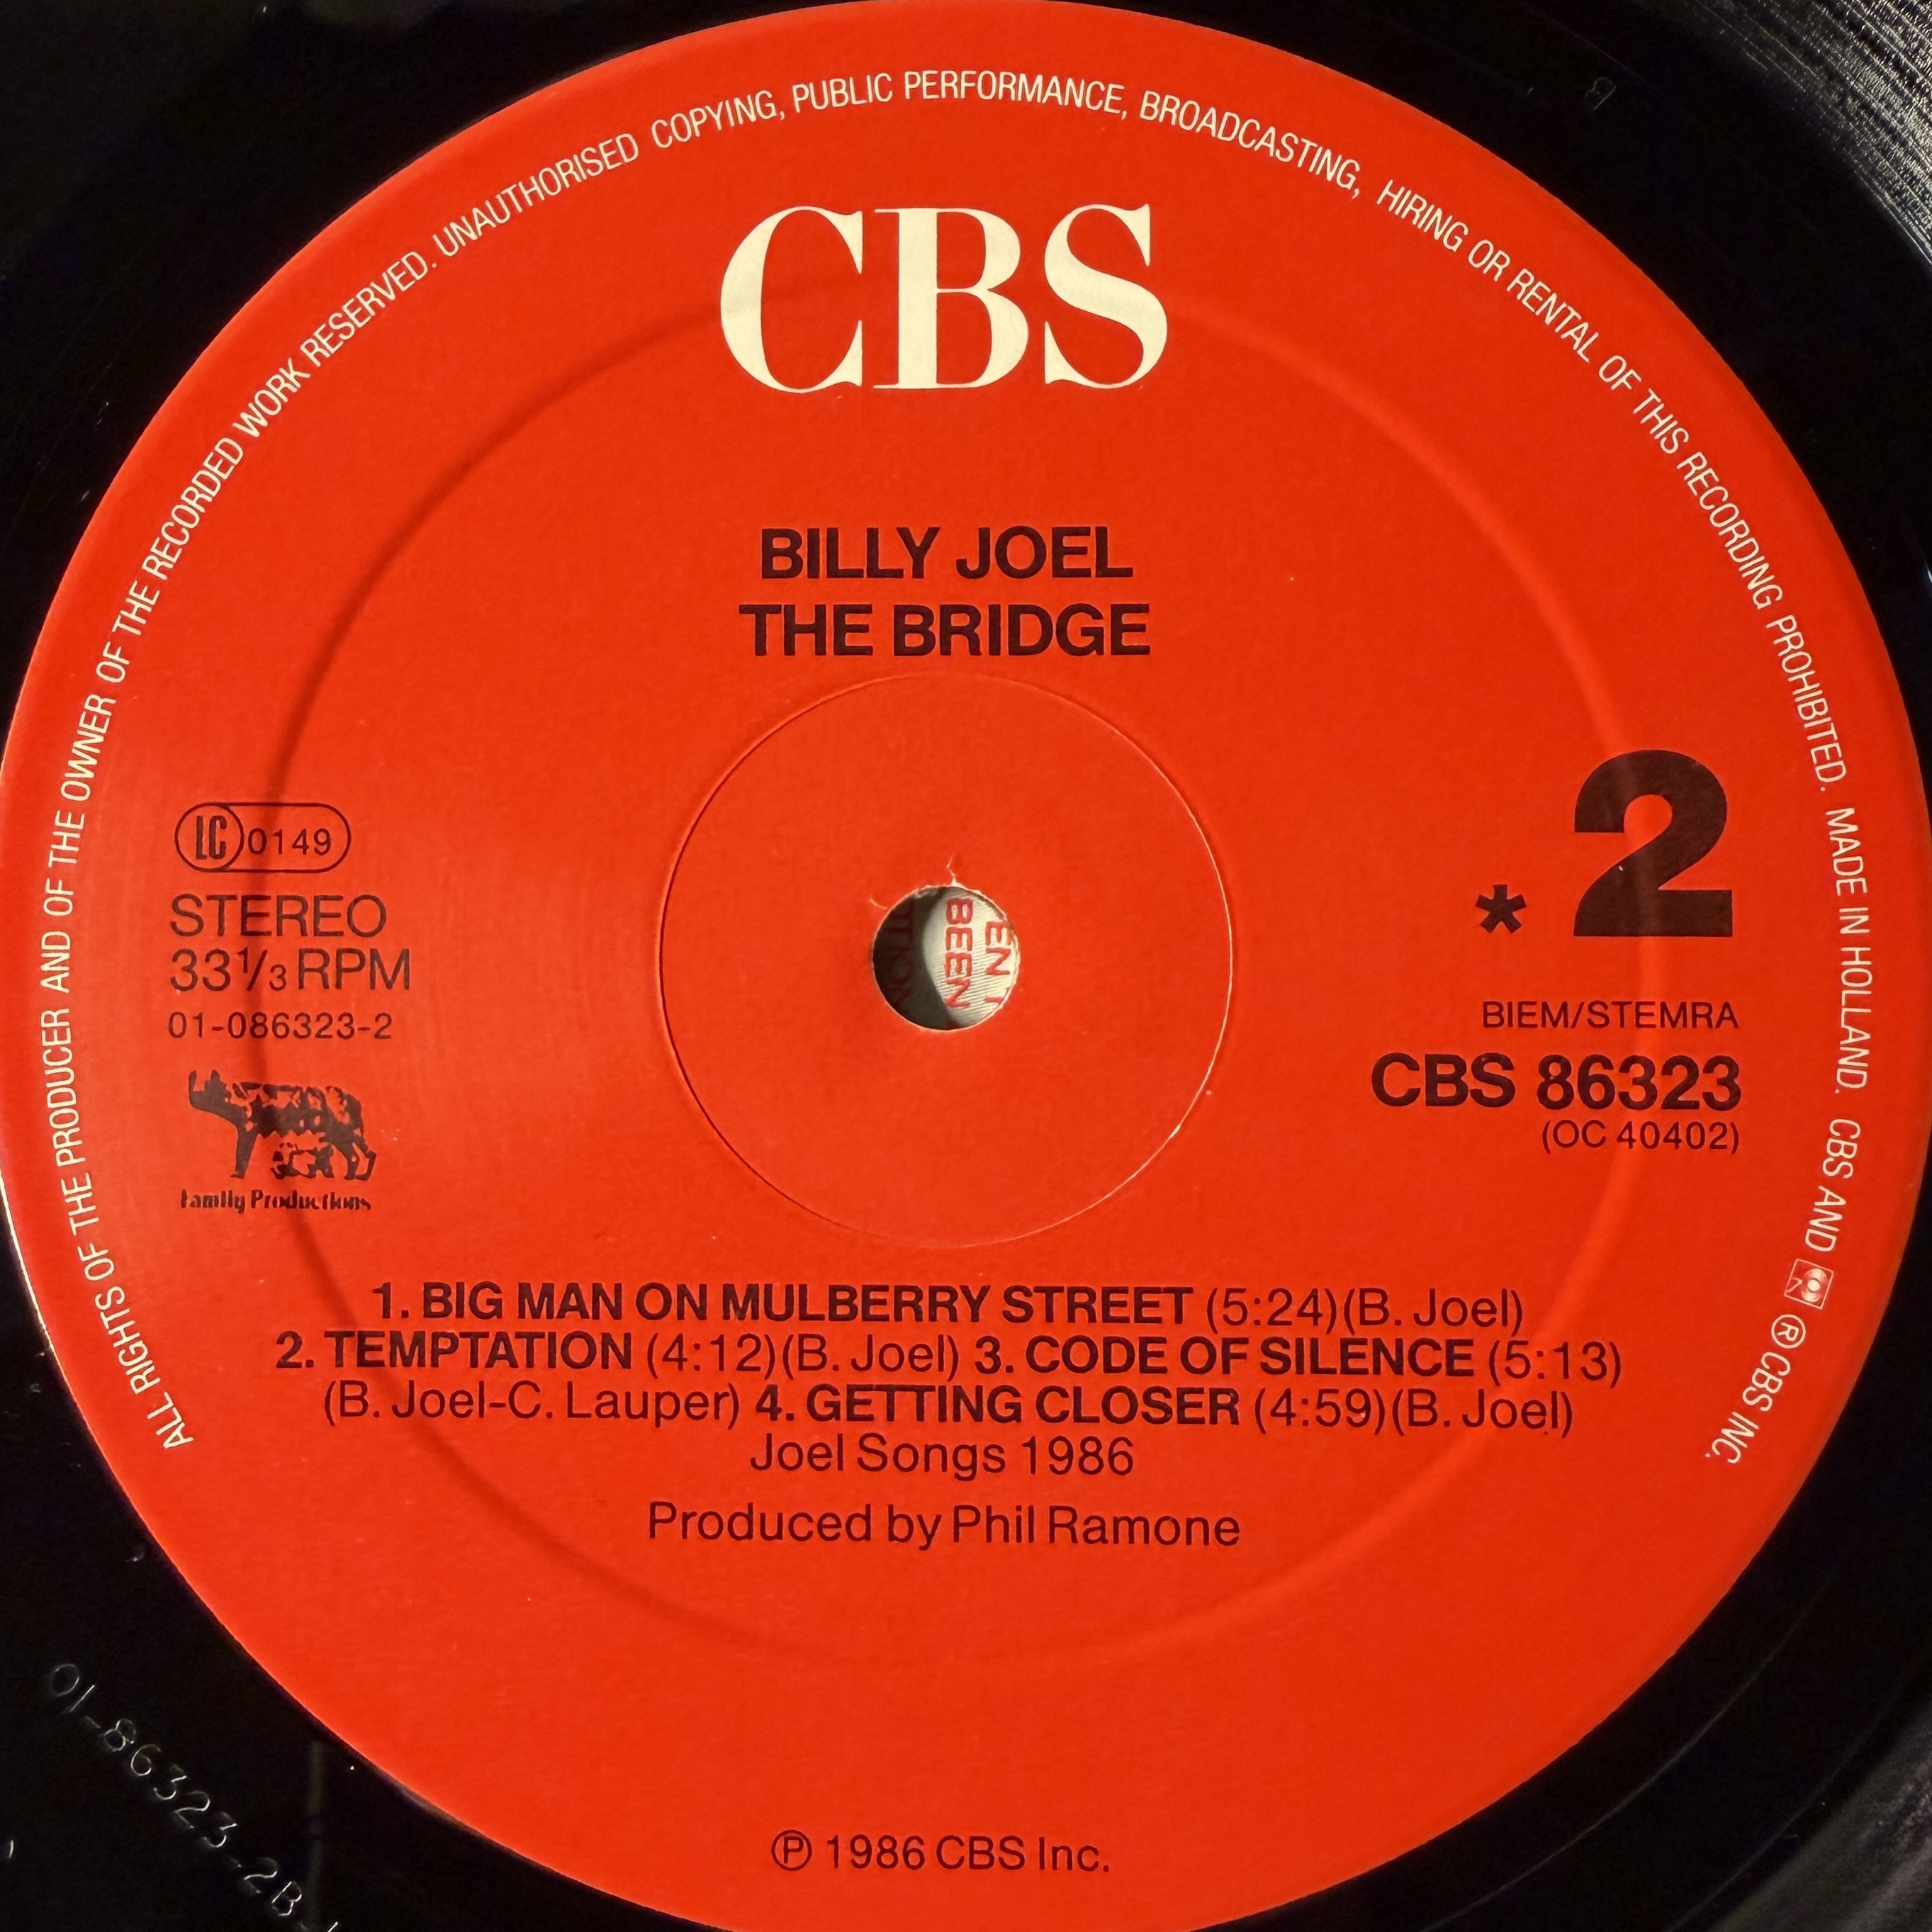 ALL RIGHTS OF THE PRODUCER AND OF THE OWNER OF THE RECORDED WORK RESERVED. UNAUTHORISED COPYING, PUBLIC PERFORMANCE, BROADCASTING, HIRING OR RENTAL OF THIS RECORDING PROHIBITED. MADE IN HOLLAND. CBS AND ® CBS INC.
CBS
BILLY JOEL
THE BRIDGE
LC 0149
STEREO
33 1/3 RPM
01-086323-2
Family Productions
* 2
BIEM/STEMRA
CBS 86323
(OC 40402)
BEEN
1. BIG MAN ON MULBERRY STREET (5:24)(B. Joel)
2. TEMPTATION (4:12)(B. Joel) 3. CODE OF SILENCE (5:13)
(B. Joel-C. Lauper) 4. GETTING CLOSER (4:59)(B. Joel)
Joel Songs 1986
Produced by Phil Ramone
℗ 1986 CBS Inc.
01-86323-2B-